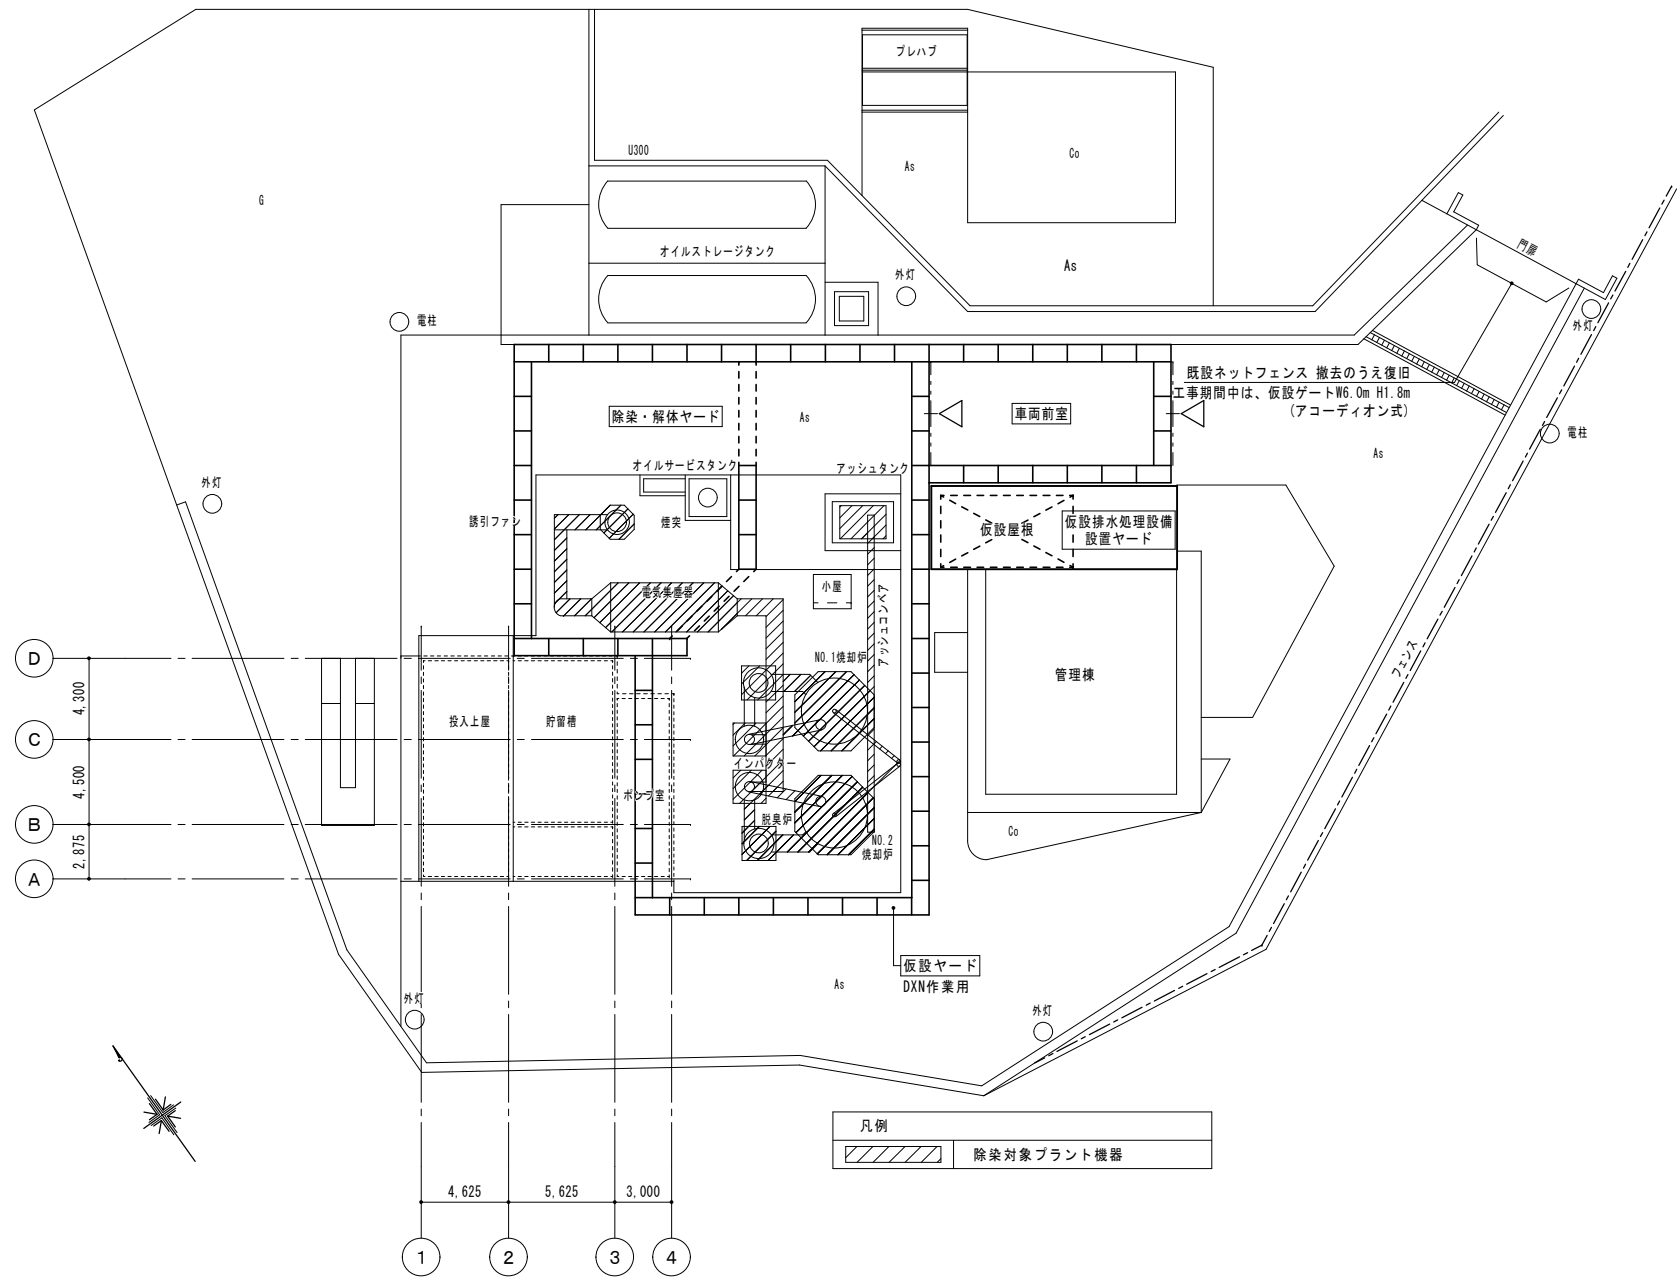 プレハブ
U300
As
Co
G
オイルストレージタンク
As
外灯
門扉
外灯
電柱
既設ネットフェンス 撤去のうえ復旧
工事期間中は、仮設ゲートW6.0m H1.8m
(アコーディオン式)
除染・解体ヤード
As
車両前室
電柱
As
外灯
オイルサービスタンク
アッシュタンク
誘引ファン
煙突
仮設屋根
仮設排水処理設備
設置ヤード
電気集塵器
小屋
アッシュコンベア
D
NO.1焼却炉
管理棟
フェンス
4,300
投入上屋
貯留槽
C
インパクター
4,500
ポンプ室
B
脱臭炉
Co
NO.2
焼却炉
2,875
A
仮設ヤード
DXN作業用
As
外灯
外灯
凡例
除染対象プラント機器
4,625
5,625
3,000
1
2
3
4